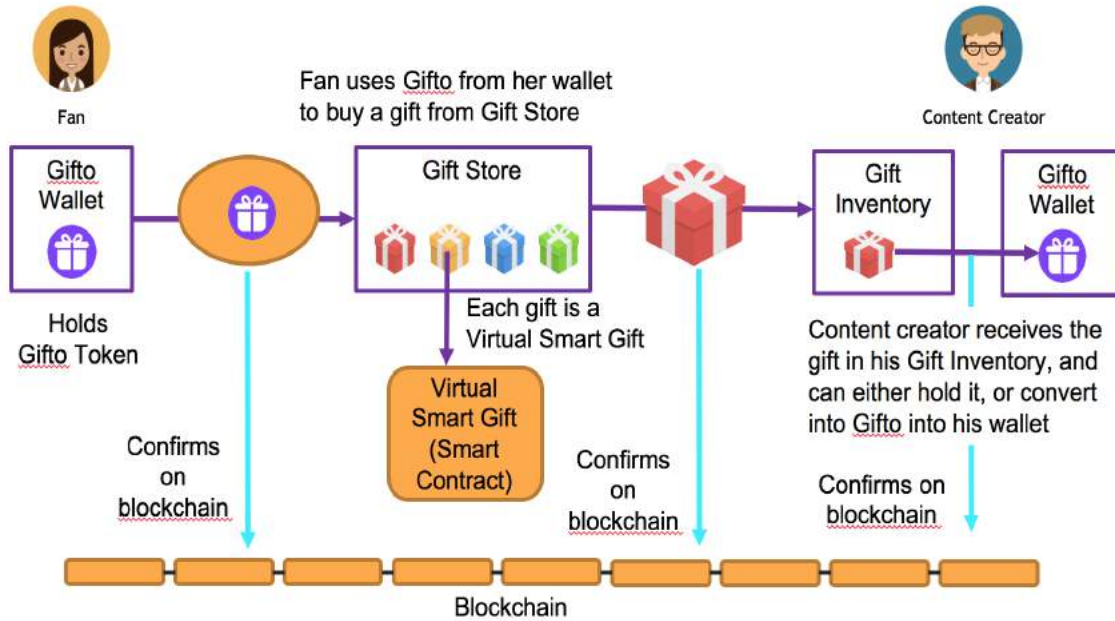 Fan
Fan uses Gifto from her wallet
to buy a gift from Gift Store
Content Creator
Gifto
Wallet
Gift Store
Gift
Inventory
Gifto
Wallet
Holds
Gifto Token
Each gift is a
Virtual Smart Gift
Virtual
Smart Gift
(Smart
Contract)
Content creator receives the
gift in his Gift Inventory, and
can either hold it, or convert
into Gifto into his wallet
Confirms
on
blockchain
Confirms
on
blockchain
Confirms on
blockchain
Blockchain